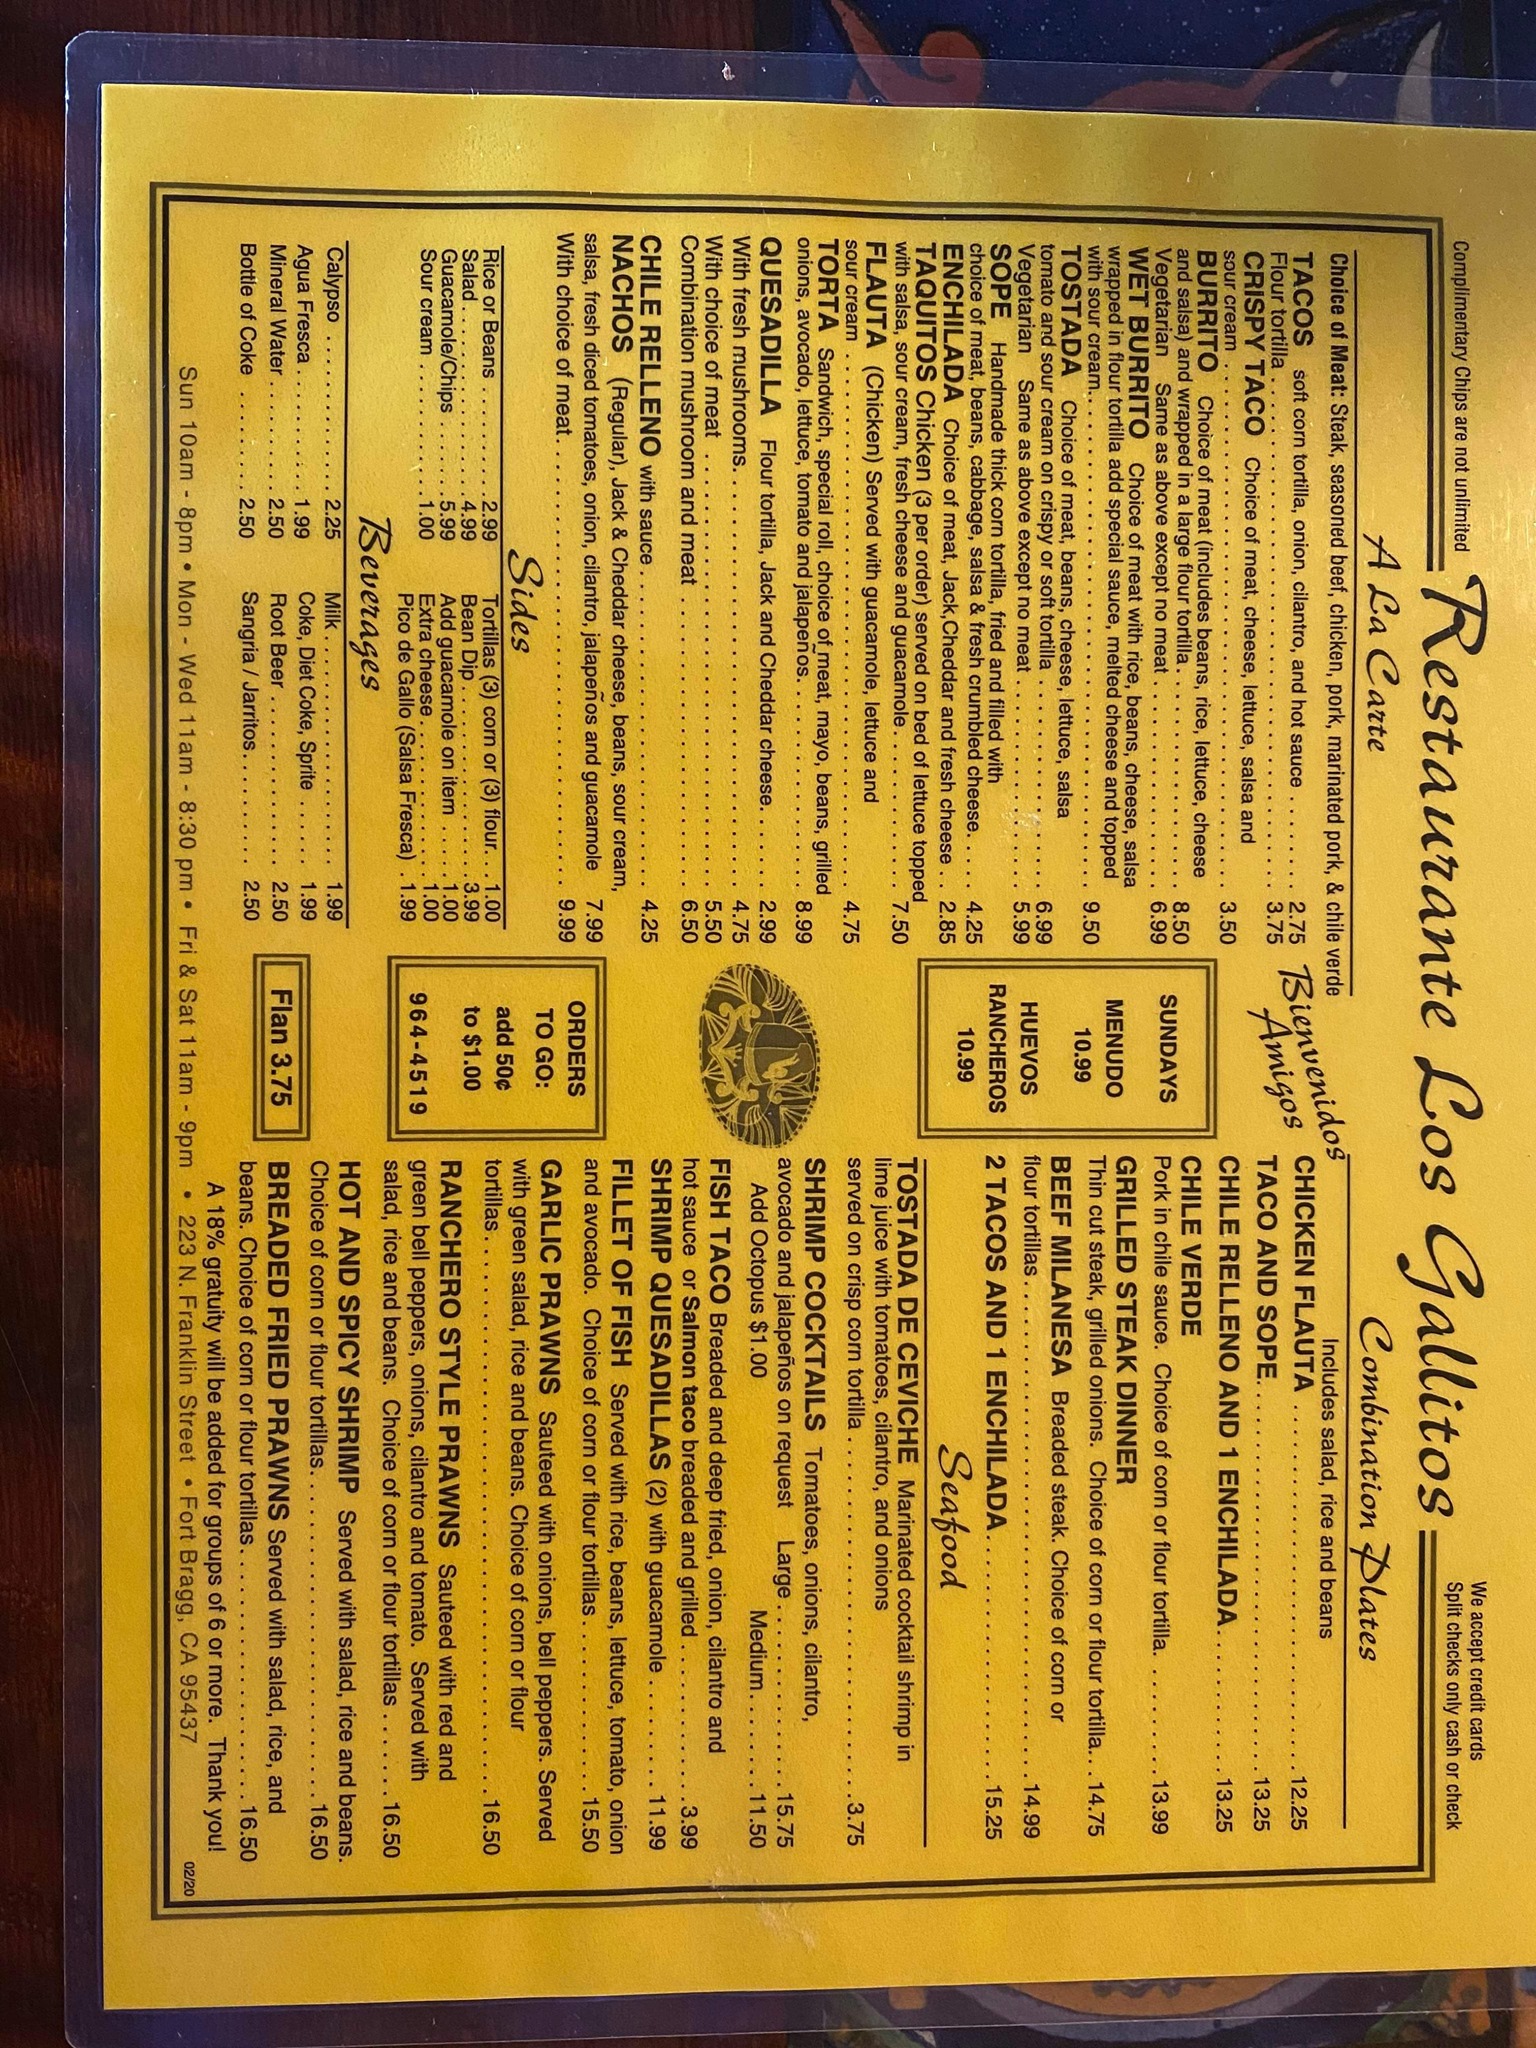 Complimentary Chips are not unlimited
Restaurante Los Gallitos
We accept credit cards
Split checks only cash or check
A La Carte
Choice of Meat: Steak, seasoned beef, chicken, pork, marinated pork, & chile verde
TACOS soft corn tortilla, onion, cilantro, and hot sauce ........ 2.75
Flour tortilla........................................ 3.75
CRISPY TACO Choice of meat, cheese, lettuce, salsa and
sour cream ........................................ 3.50
BURRITO Choice of meat (includes beans, rice, lettuce, cheese
and salsa) and wrapped in a large flour tortilla.................. 8.50
Vegetarian Same as above except no meat .................. 6.99
WET BURRITO Choice of meat with rice, beans, cheese, salsa
wrapped in flour tortilla add special sauce, melted cheese and topped
with sour cream........................................ 9.50
TOSTADA Choice of meat, beans, cheese, lettuce, salsa
tomato and sour cream on crispy or soft tortilla .............. 6.99
Vegetarian Same as above except no meat .............. 5.99
SOPE Handmade thick corn tortilla, fried and filled with
choice of meat, beans, cabbage, salsa & fresh crumbled cheese..... 4.25
ENCHILADA Choice of meat, Jack,Cheddar and fresh cheese .. 2.85
TAQUITOS Chicken (3 per order) served on bed of lettuce topped
with salsa, sour cream, fresh cheese and guacamole............ 7.50
FLAUTA (Chicken) Served with guacamole, lettuce and
sour cream ........................................ 4.75
TORTA Sandwich, special roll, choice of meat, mayo, beans, grilled
onions, avocado, lettuce, tomato and jalapeños................ 8.99
QUESADILLA Flour tortilla, Jack and Cheddar cheese....... 2.99
With fresh mushrooms.................................... 4.75
With choice of meat .................................... 5.50
Combination mushroom and meat ........................ 6.50
CHILE RELLENO with sauce........................ 4.25
NACHOS (Regular), Jack & Cheddar cheese, beans, sour cream,
salsa, fresh diced tomatoes, onion, cilantro, jalapeños and guacamole 7.99
With choice of meat .................................... 9.99
Sides
Rice or Beans ............ 2.99
Salad.................... 4.99
Guacamole/Chips ........ 5.99
Sour cream .............. 1.00
Tortillas (3) corn or (3) flour... 1.00
Bean Dip................ 3.99
Add guacamole on item .... 1.00
Extra cheese.............. 1.00
Pico de Gallo (Salsa Fresca) . 1.99
Beverages
Calypso ................ 2.25
Agua Fresca ............ 1.99
Mineral Water............ 2.50
Bottle of Coke ............ 2.50
Milk.................... 1.99
Coke, Diet Coke, Sprite ...... 1.99
Root Beer................ 2.50
Sangria / Jarritos............ 2.50
Bienvenidos
Amigos
SUNDAYS
MENUDO
10.99
HUEVOS
RANCHEROS
10.99
ORDERS
TO GO:
add 50¢
to $1.00
964-4519
Flan 3.75
Combination Plates
Includes salad, rice and beans
CHICKEN FLAUTA ........................ 12.25
TACO AND SOPE............................ 13.25
CHILE RELLENO AND 1 ENCHILADA............ 13.25
CHILE VERDE
Pork in chile sauce. Choice of corn or flour tortilla. .......... 13.99
GRILLED STEAK DINNER
Thin cut steak, grilled onions. Choice of corn or flour tortilla... 14.75
BEEF MILANESA Breaded steak. Choice of corn or
flour tortillas........................................ 14.99
2 TACOS AND 1 ENCHILADA.................... 15.25
Seafood
TOSTADA DE CEVICHE Marinated cocktail shrimp in
lime juice with tomatoes, cilantro, and onions
served on crisp corn tortilla ............................ 3.75
SHRIMP COCKTAILS Tomatoes, onions, cilantro,
avocado and jalapeños on request Large ............ 15.75
Add Octopus $1.00 Medium........ 11.50
FISH TACO Breaded and deep fried, onion, cilantro and
hot sauce or Salmon taco breaded and grilled ............ 3.99
SHRIMP QUESADILLAS (2) with guacamole ........ 11.99
FILLET OF FISH Served with rice, beans, lettuce, tomato, onion
and avocado. Choice of corn or flour tortillas............ 15.50
GARLIC PRAWNS Sauteed with onions, bell peppers. Served
with green salad, rice and beans. Choice of corn or flour
tortillas............................................ 16.50
RANCHERO STYLE PRAWNS Sauteed with red and
green bell peppers, onions, cilantro and tomato. Served with
salad, rice and beans. Choice of corn or flour tortillas ...... 16.50
HOT AND SPICY SHRIMP Served with salad, rice and beans.
Choice of corn or flour tortillas............................ 16.50
BREADED FRIED PRAWNS Served with salad, rice, and
beans. Choice of corn or flour tortillas...................... 16.50
A 18% gratuity will be added for groups of 6 or more. Thank you!
Sun 10am - 8pm • Mon - Wed 11am - 8:30 pm • Fri & Sat 11am - 9pm • 223 N. Franklin Street • Fort Bragg, CA 95437
02/20